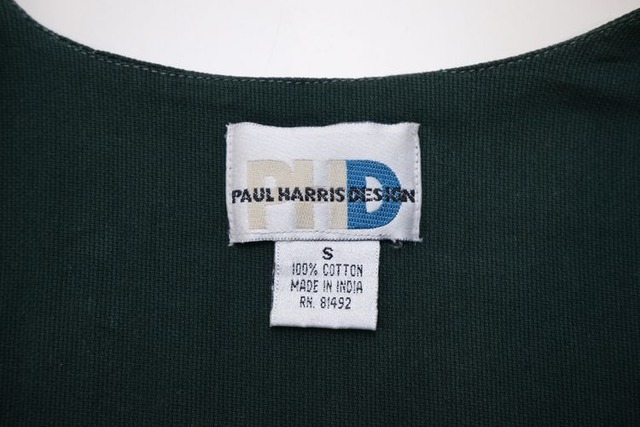 PHD
PAUL HARRIS DESIGN
S
100% COTTON
MADE IN INDIA
RN. 81492